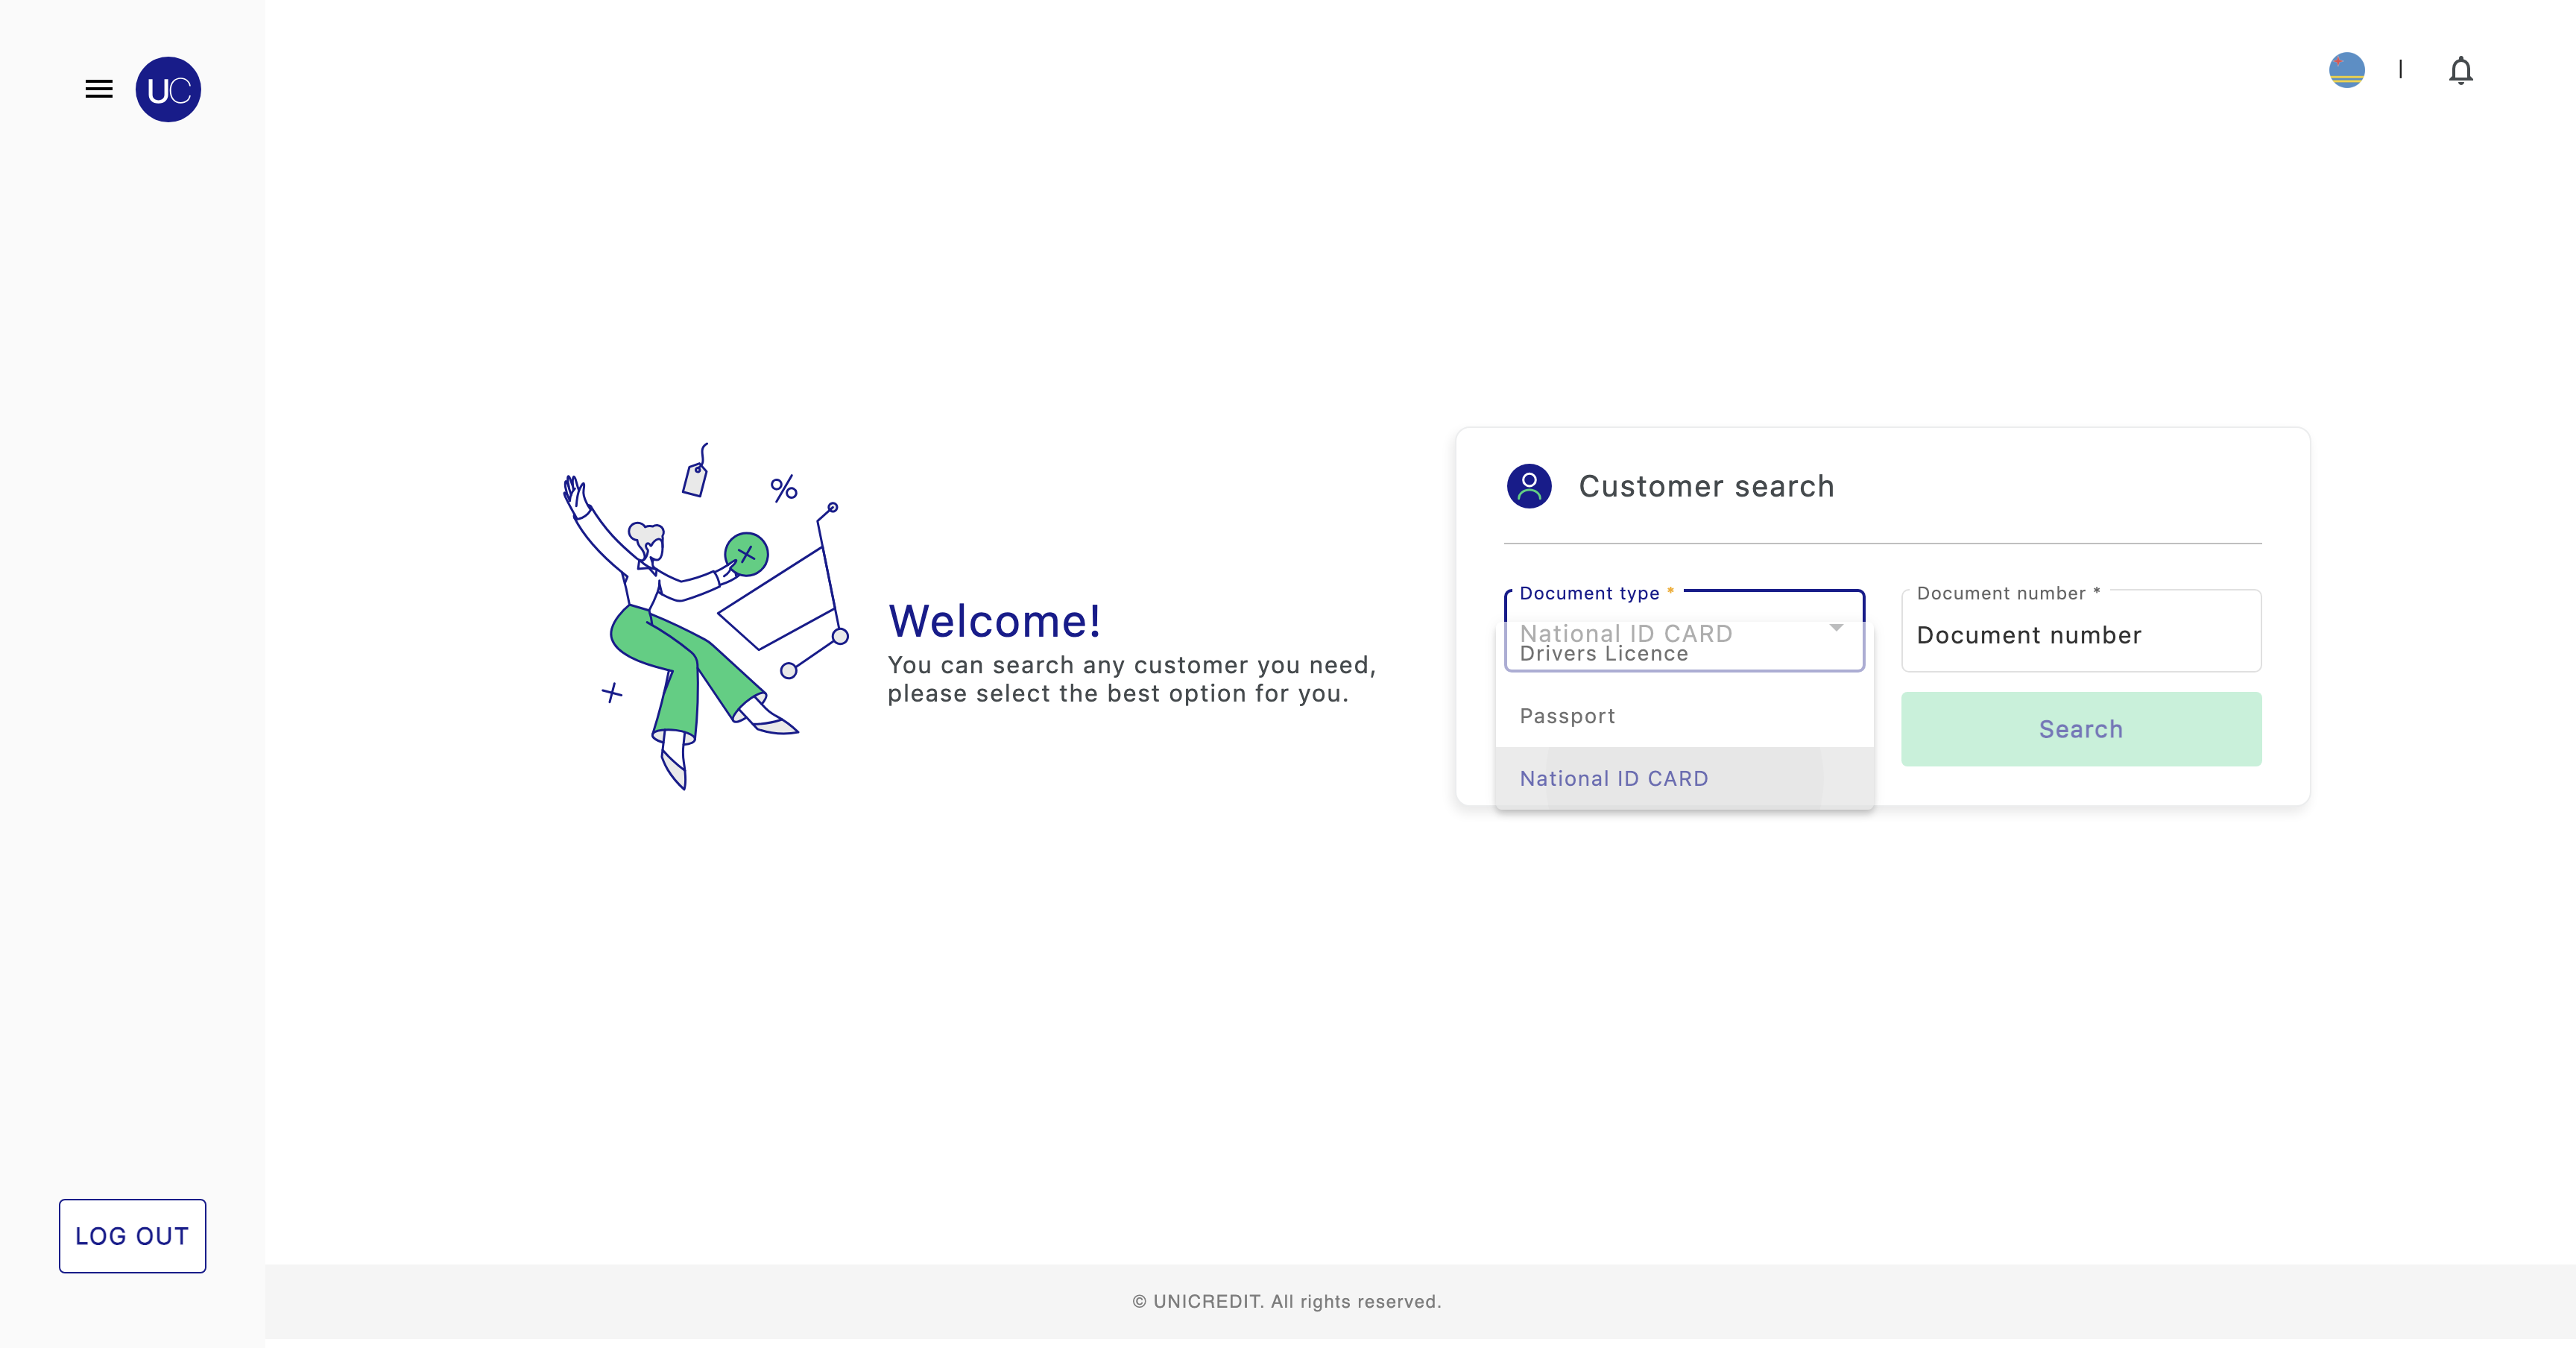 UC
Welcome!
You can search any customer you need,
please select the best option for you.
Customer search
Document type *
National ID CARD
Drivers Licence
Passport
National ID CARD
Document number *
Document number
Search
LOG OUT
© UNICREDIT. All rights reserved.